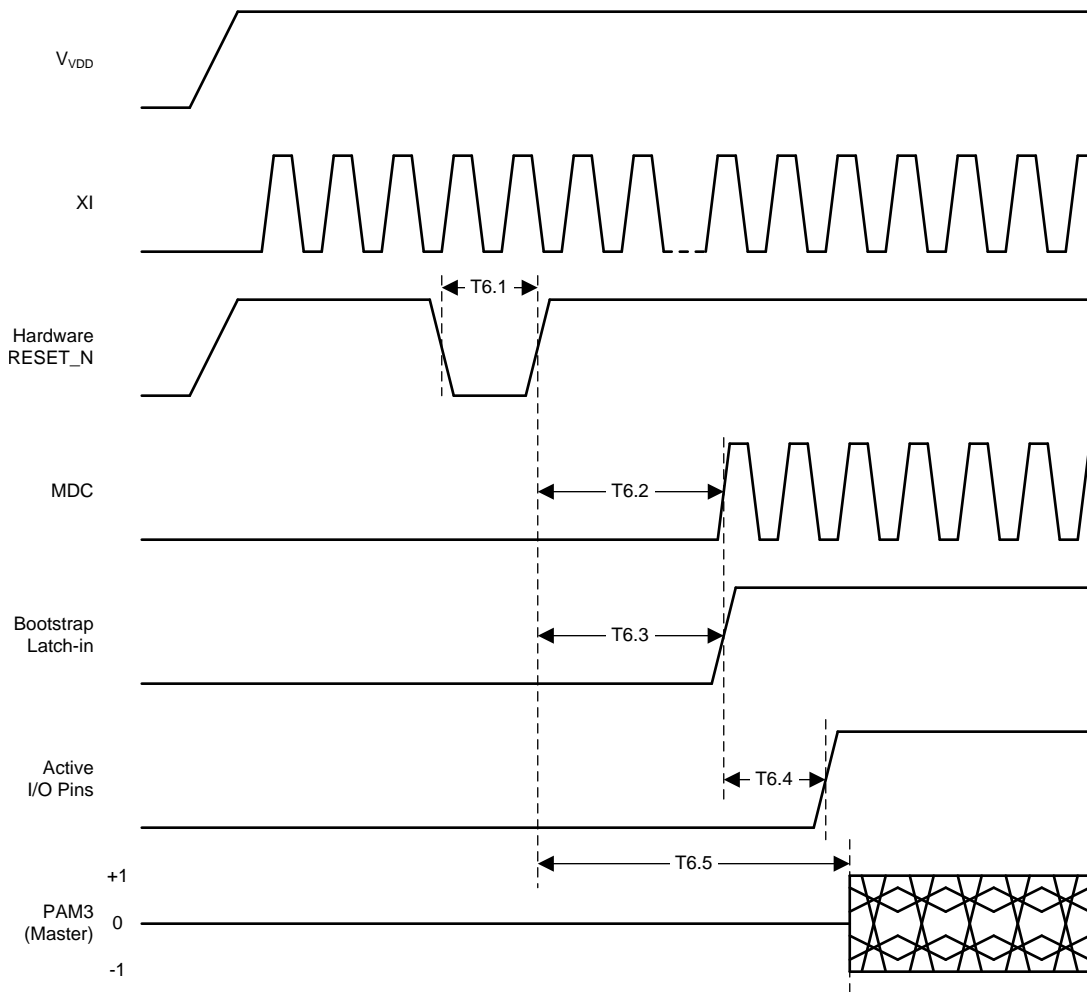 VVDD
XI
T6.1
Hardware
RESET_N
MDC
T6.2
Bootstrap
Latch-in
T6.3
Active
I/O Pins
T6.4
T6.5
+1
PAM3
(Master)
0
-1